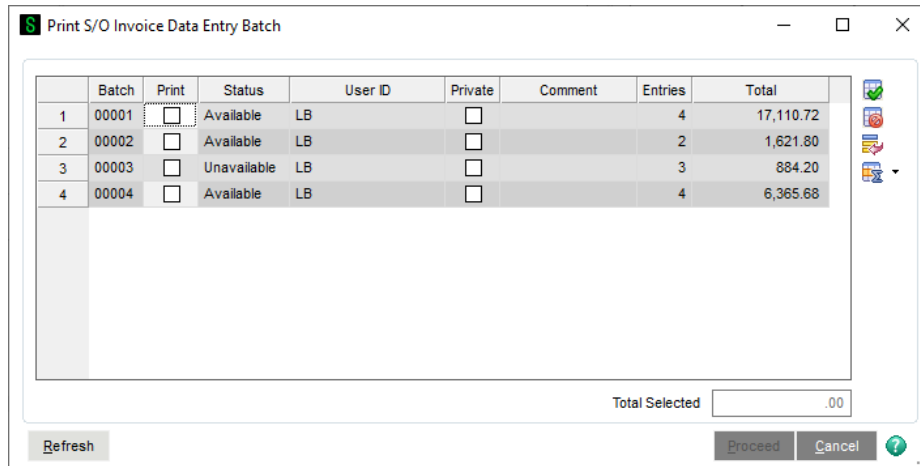 S Print S/O Invoice Data Entry Batch
Batch Print Status User ID Private Comment Entries Total
1 00001 Available LB 4 17,110.72
2 00002 Available LB 2 1,621.80
3 00003 Unavailable LB 3 884.20
4 00004 Available LB 4 6,365.68
Total Selected .00
Refresh Proceed Cancel ?